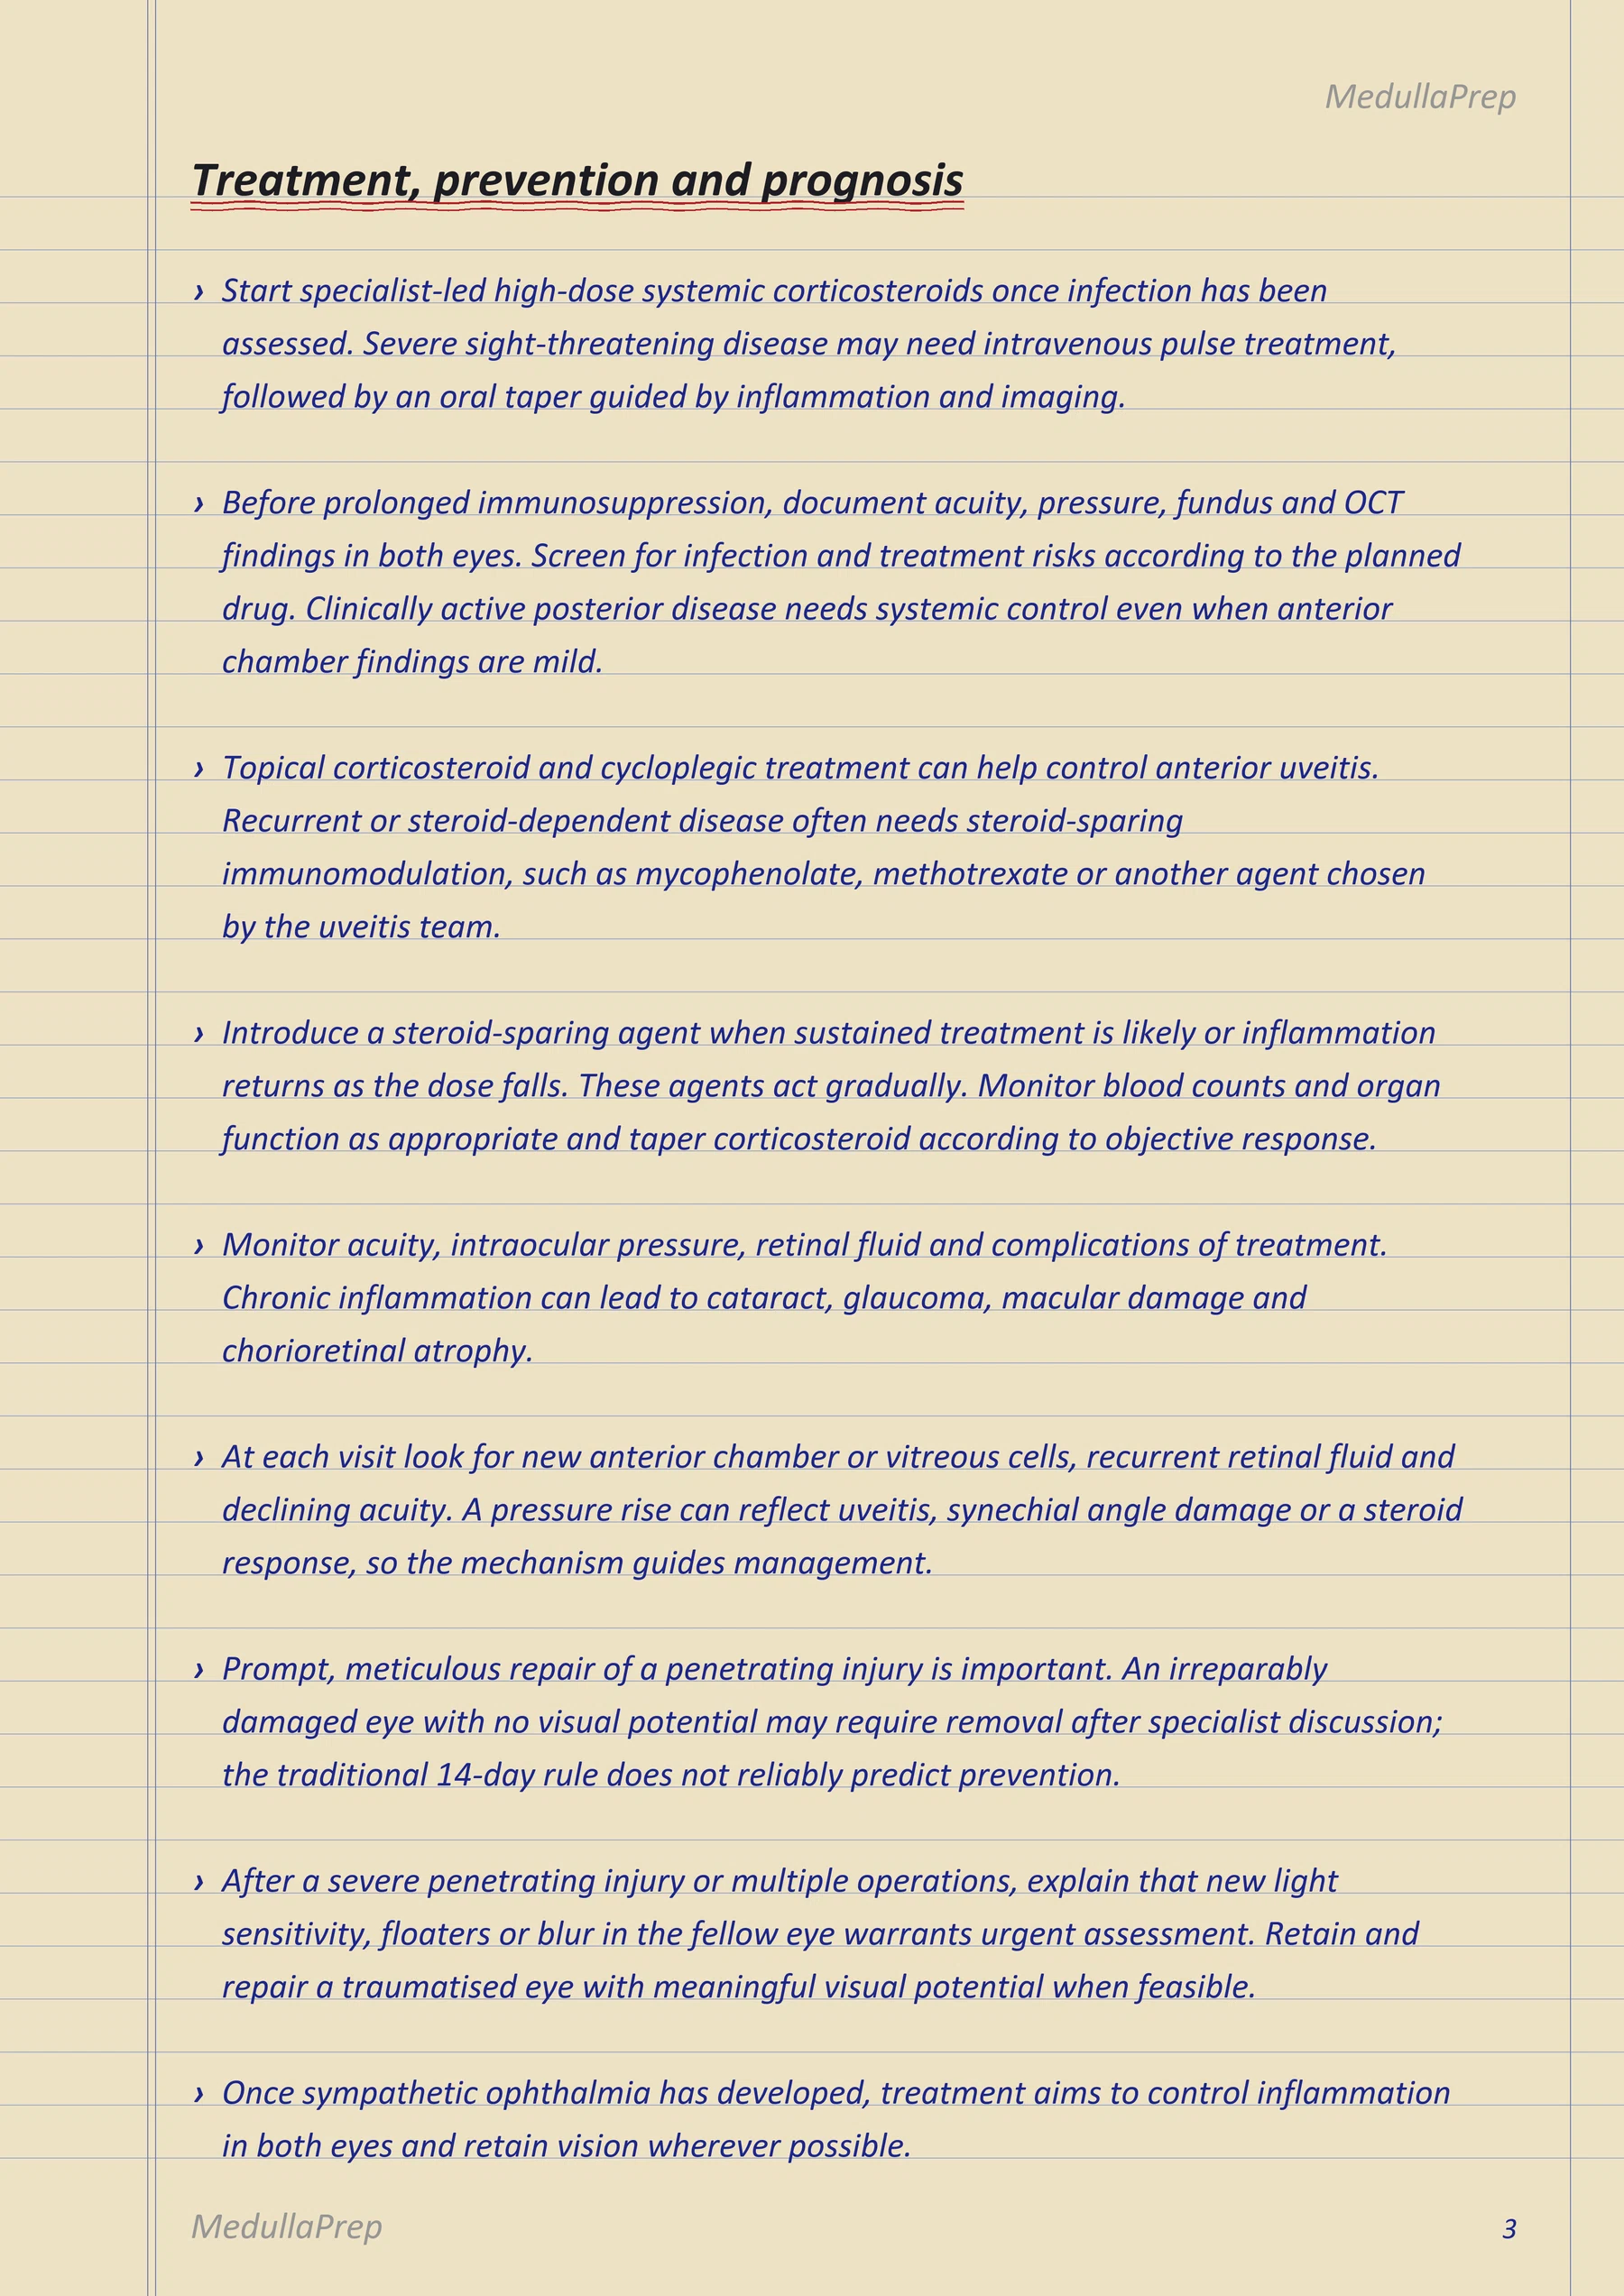 MedullaPrep
Treatment, prevention and prognosis
› Start specialist-led high-dose systemic corticosteroids once infection has been
assessed. Severe sight-threatening disease may need intravenous pulse treatment,
followed by an oral taper guided by inflammation and imaging.
› Before prolonged immunosuppression, document acuity, pressure, fundus and OCT
findings in both eyes. Screen for infection and treatment risks according to the planned
drug. Clinically active posterior disease needs systemic control even when anterior
chamber findings are mild.
› Topical corticosteroid and cycloplegic treatment can help control anterior uveitis.
Recurrent or steroid-dependent disease often needs steroid-sparing
immunomodulation, such as mycophenolate, methotrexate or another agent chosen
by the uveitis team.
› Introduce a steroid-sparing agent when sustained treatment is likely or inflammation
returns as the dose falls. These agents act gradually. Monitor blood counts and organ
function as appropriate and taper corticosteroid according to objective response.
› Monitor acuity, intraocular pressure, retinal fluid and complications of treatment.
Chronic inflammation can lead to cataract, glaucoma, macular damage and
chorioretinal atrophy.
› At each visit look for new anterior chamber or vitreous cells, recurrent retinal fluid and
declining acuity. A pressure rise can reflect uveitis, synechial angle damage or a steroid
response, so the mechanism guides management.
› Prompt, meticulous repair of a penetrating injury is important. An irreparably
damaged eye with no visual potential may require removal after specialist discussion;
the traditional 14-day rule does not reliably predict prevention.
› After a severe penetrating injury or multiple operations, explain that new light
sensitivity, floaters or blur in the fellow eye warrants urgent assessment. Retain and
repair a traumatised eye with meaningful visual potential when feasible.
› Once sympathetic ophthalmia has developed, treatment aims to control inflammation
in both eyes and retain vision wherever possible.
MedullaPrep
3